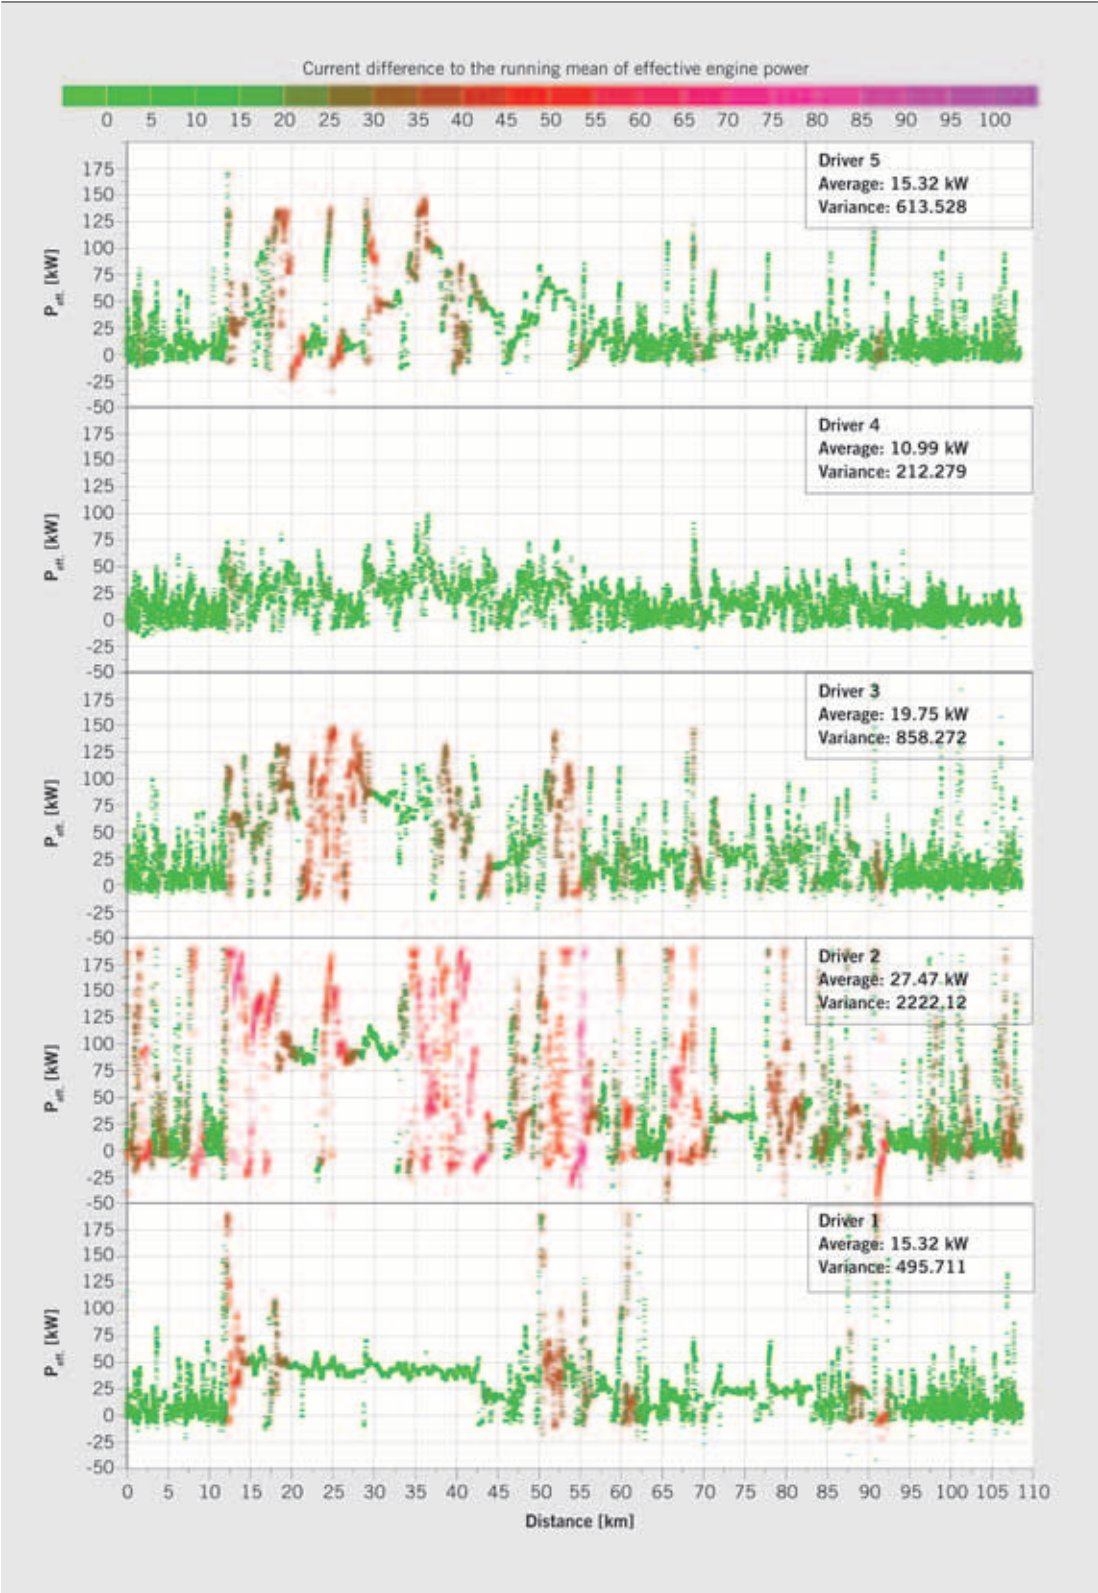 Current difference to the running mean of effective engine power
0 5 10 15 20 25 30 35 40 45 50 55 60 65 70 75 80 85 90 95 100
Driver 5
Average: 15.32 kW
Variance: 613.528
175
150
125
100
75
50
25
0
-25
-50
P eff. [kW]
Driver 4
Average: 10.99 kW
Variance: 212.279
175
150
125
100
75
50
25
0
-25
-50
P eff. [kW]
Driver 3
Average: 19.75 kW
Variance: 858.272
175
150
125
100
75
50
25
0
-25
-50
P eff. [kW]
Driver 2
Average: 27.47 kW
Variance: 2222.12
175
150
125
100
75
50
25
0
-25
-50
P eff. [kW]
Driver 1
Average: 15.32 kW
Variance: 495.711
175
150
125
100
75
50
25
0
-25
-50
P eff. [kW]
0 5 10 15 20 25 30 35 40 45 50 55 60 65 70 75 80 85 90 95 100 105 110
Distance [km]